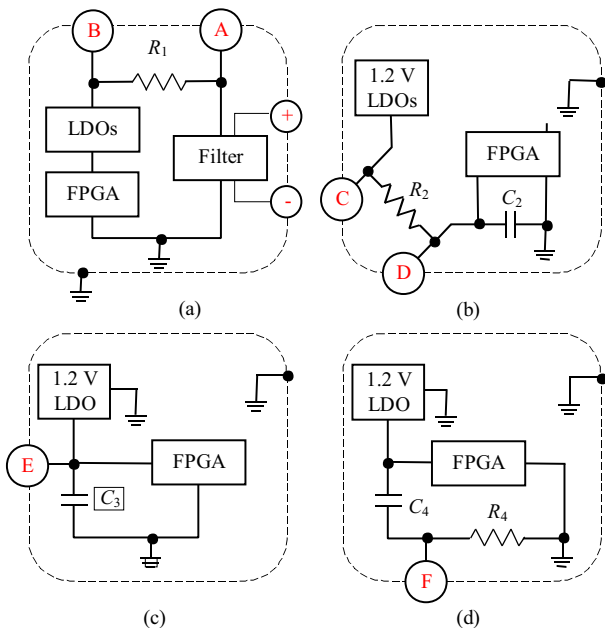 B
A
R1
LDOs
FPGA
Filter
+
-
(a)
1.2 V
LDOs
FPGA
C
R2
C2
D
(b)
1.2 V
LDO
E
FPGA
C3
(c)
1.2 V
LDO
FPGA
C4
R4
F
(d)